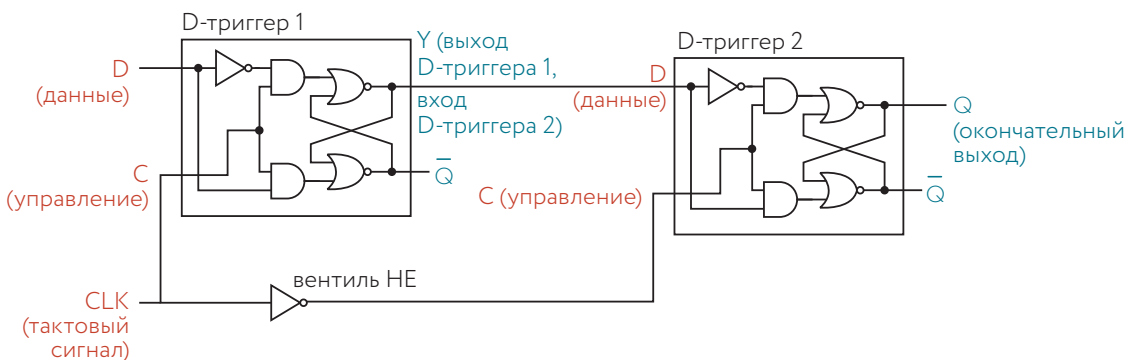 D-триггер 1
D
(данные)
C
(управление)
Y (выход
D-триггера 1,
вход
D-триггера 2)
Q̅
D-триггер 2
D
(данные)
C (управление)
Q
(окончательный
выход)
Q̅
вентиль НЕ
CLK
(тактовый
сигнал)